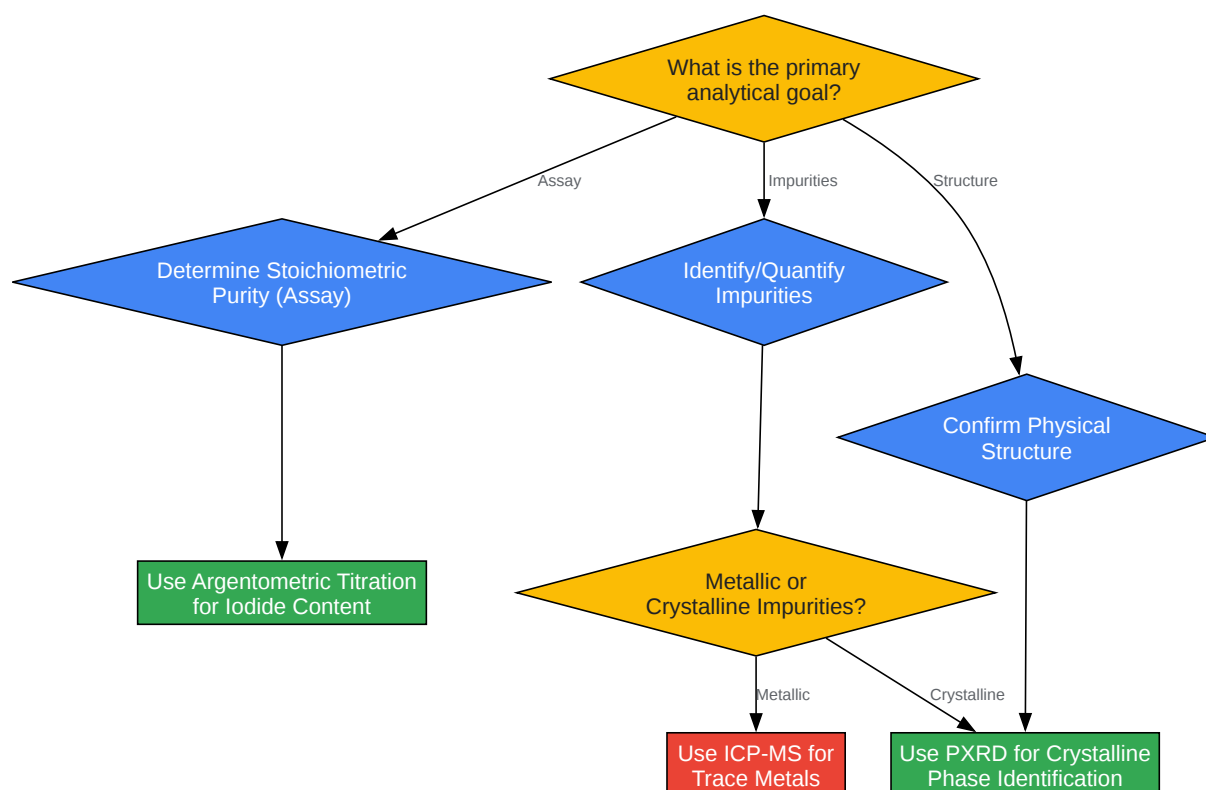 What is the primary
analytical goal?
Assay
Impurities
Structure
Determine Stoichiometric
Purity (Assay)
Identify/Quantify
Impurities
Confirm Physical
Structure
Use Argentometric Titration
for Iodide Content
Metallic or
Crystalline Impurities?
Metallic
Crystalline
Use ICP-MS for
Trace Metals
Use PXRD for Crystalline
Phase Identification